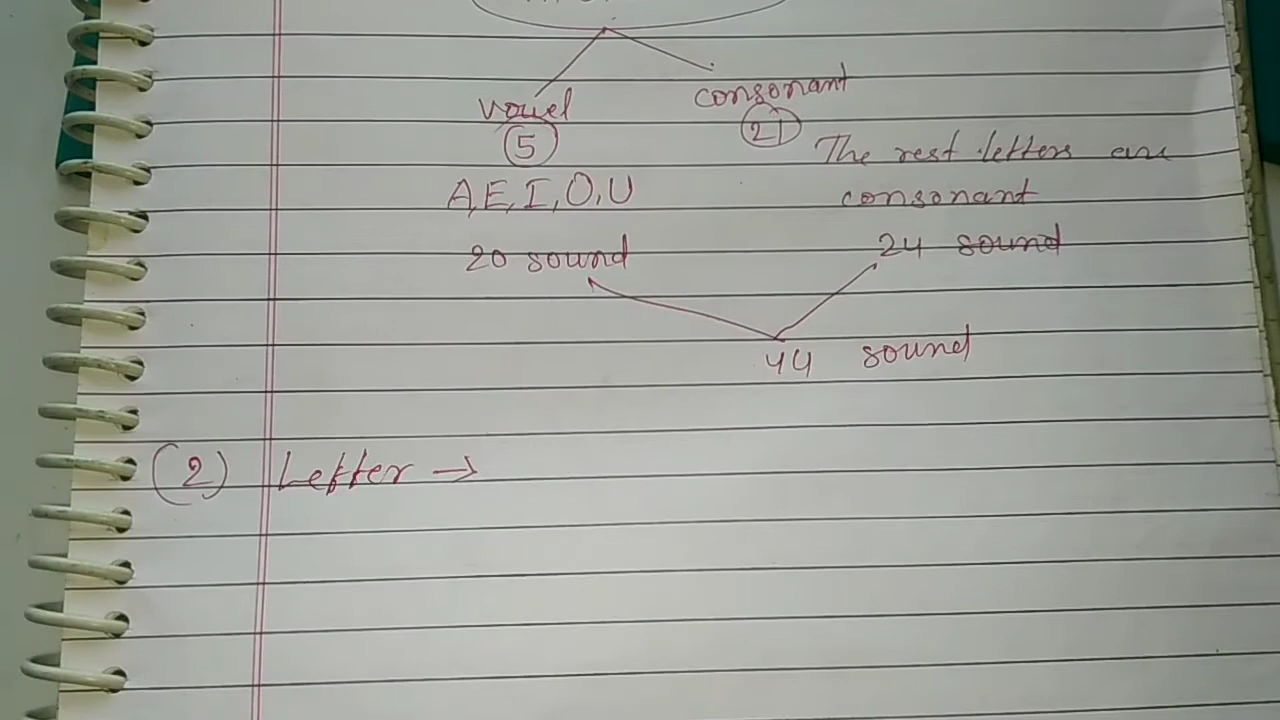 vowel consonant
5 21
The rest letters are
A, E, I, O, U consonant
20 sound 24 sound
44 sound
(2) Letter →